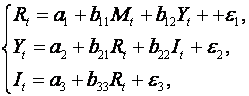 R_t = a_1 + b_11 M_t + b_12 Y_t + + ε_1,
Y_t = a_2 + b_21 R_t + b_22 I_t + ε_2,
I_t = a_3 + b_33 R_t + ε_3,